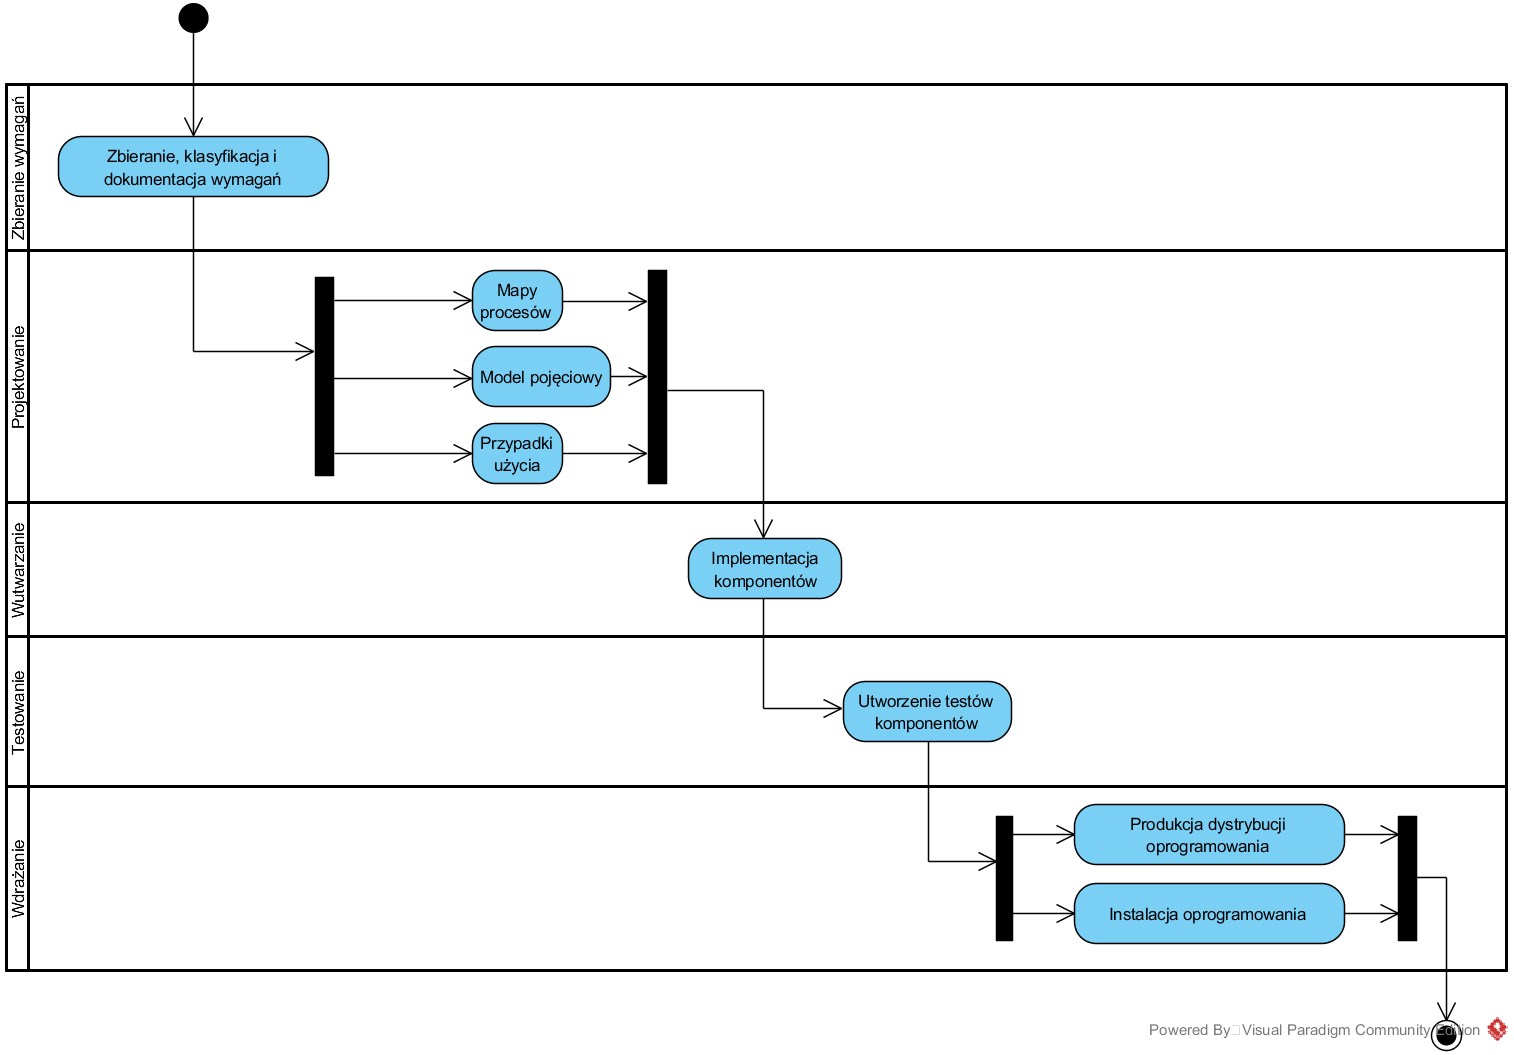 Zbieranie wymagań
Zbieranie, klasyfikacja i
dokumentacja wymagań
Projektowanie
Mapy
procesów
Model pojęciowy
Przypadki
użycia
Wutwarzanie
Implementacja
komponentów
Testowanie
Utworzenie testów
komponentów
Wdrażanie
Produkcja dystrybucji
oprogramowania
Instalacja oprogramowania
Powered By Visual Paradigm Community Edition